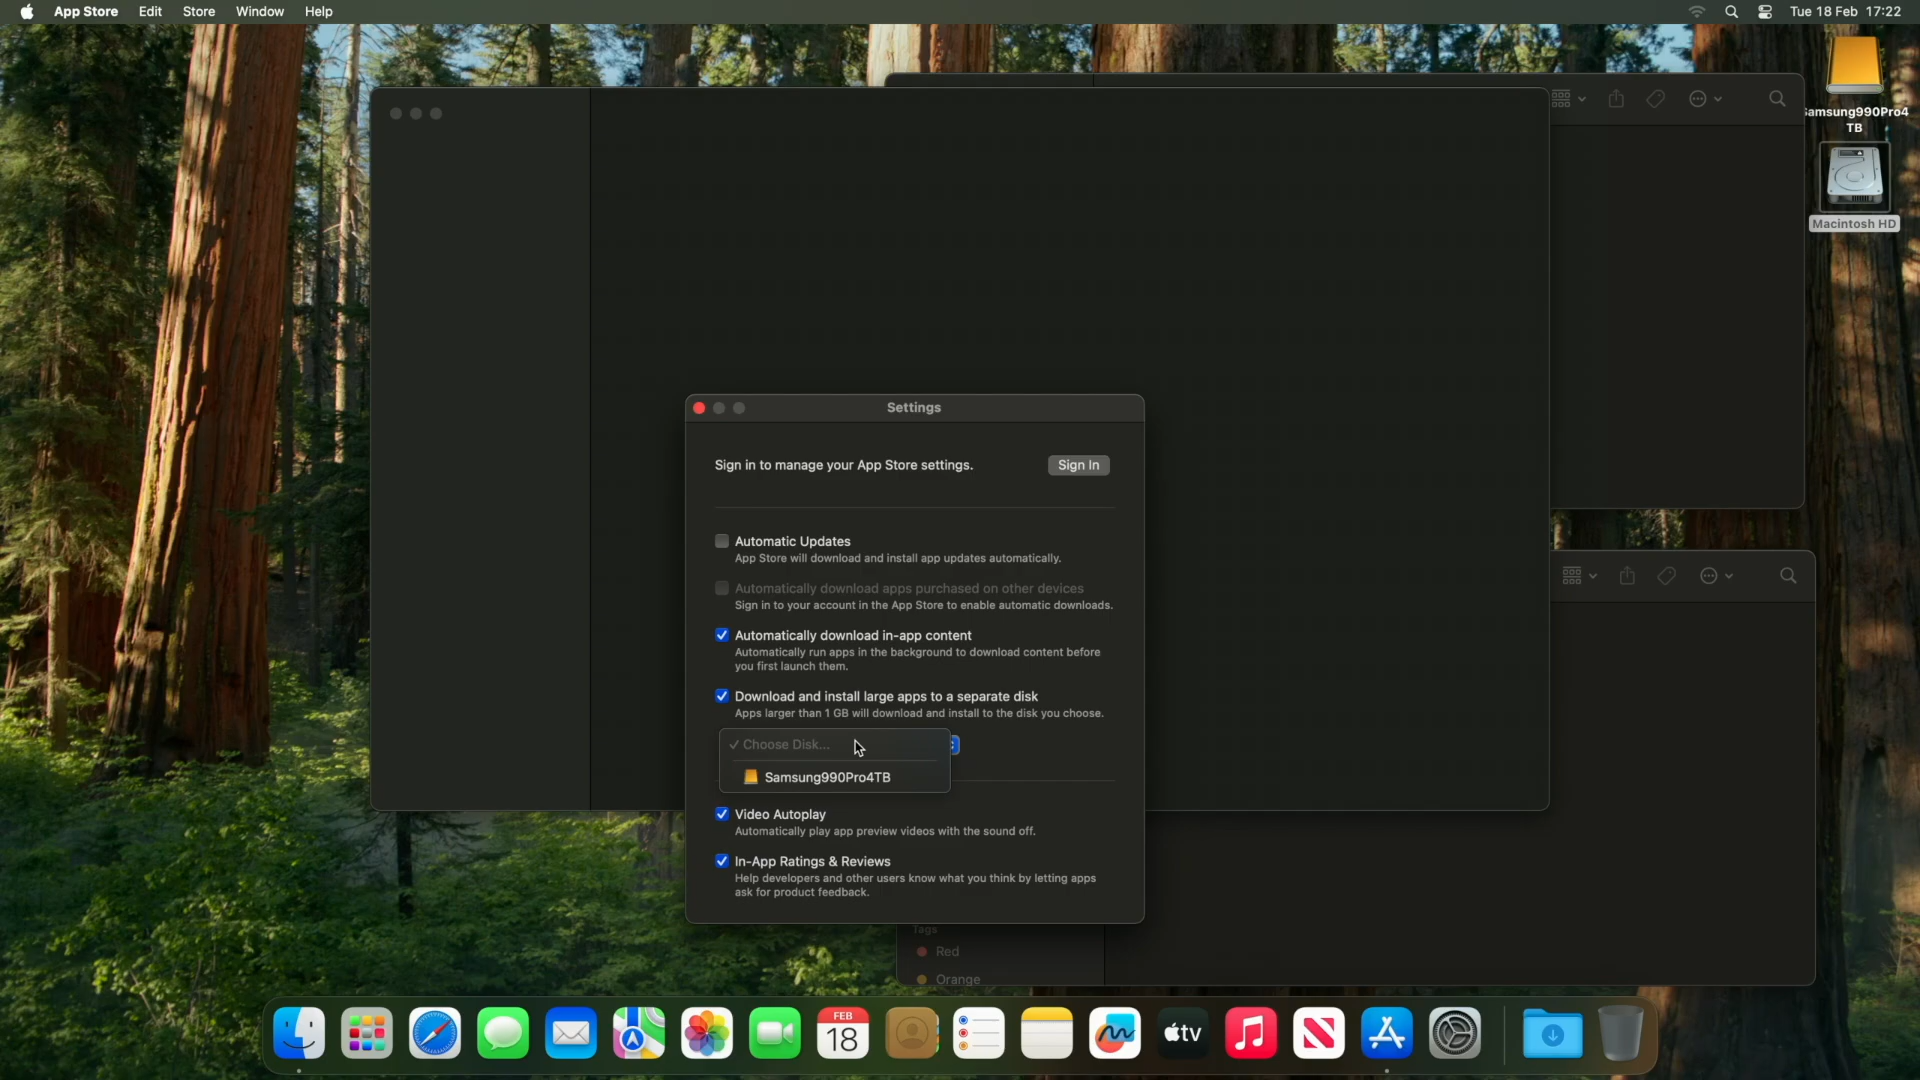 App Store Edit Store Window Help Tue 18 Feb 17:22
amsung990Pro4
TB
Macintosh HD
Settings
Sign in to manage your App Store settings. Sign In
Automatic Updates
App Store will download and install app updates automatically.
Automatically download apps purchased on other devices
Sign in to your account in the App Store to enable automatic downloads.
Automatically download in-app content
Automatically run apps in the background to download content before
you first launch them.
Download and install large apps to a separate disk
Apps larger than 1 GB will download and install to the disk you choose.
Choose Disk...
Samsung990Pro4TB
Video Autoplay
Automatically play app preview videos with the sound off.
In-App Ratings & Reviews
Help developers and other users know what you think by letting apps
ask for product feedback.
Tags
Red
Orange
FEB
18
tv